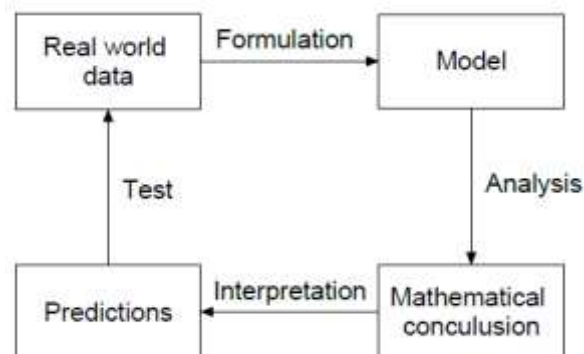 Real world
data
Formulation
Model
Test
Analysis
Predictions
Interpretation
Mathematical
conculusion